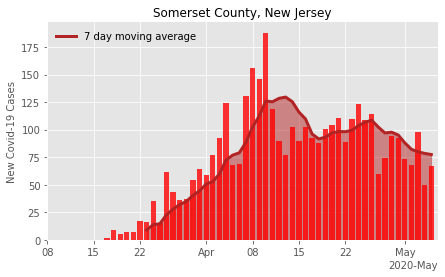 Somerset County, New Jersey
7 day moving average
New Covid-19 Cases
175
150
125
100
75
50
25
0
08 15 22 Apr 08 15 22 May
2020-May